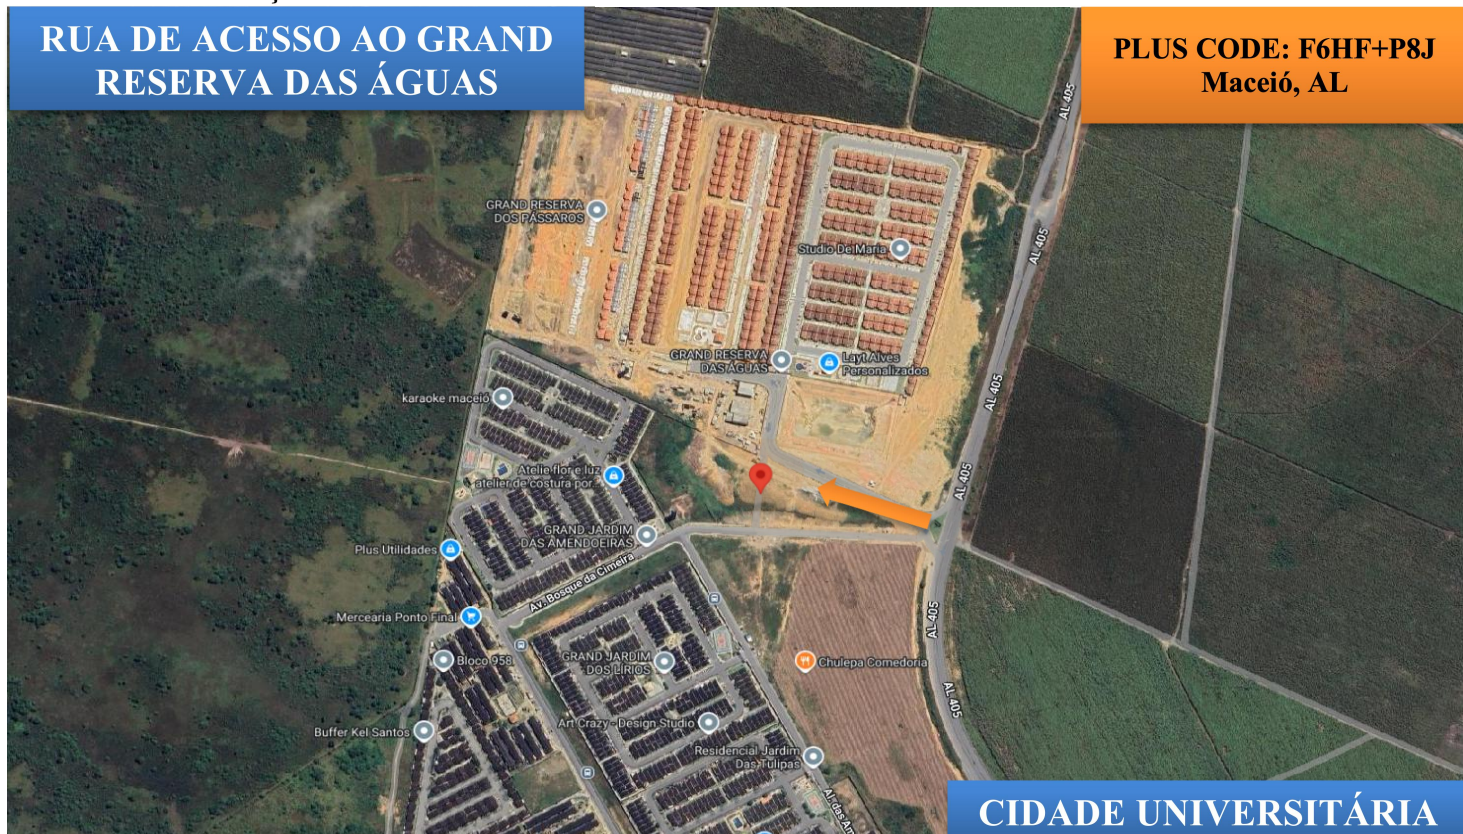 RUA DE ACESSO AO GRAND
RESERVA DAS ÁGUAS
PLUS CODE: F6HF+P8J
Maceió, AL
AL 405
GRAND RESERVA
DOS PÁSSAROS
Studio De Maria
AL 405
GRAND RESERVA
DAS ÁGUAS
Layt Alves
Personalizados
AL 405
karaoke maceió
Atelie flor e luz
atelier de costura por...
AL 405
GRAND JARDIM
DAS AMENDOEIRAS
Plus Utilidades
Av. Bosque da Cimeira
Mercearia Ponto Final
AL 405
Bloco 958
GRAND JARDIM
DOS LÍRIOS
Chulepa Comedoria
AL 405
Buffer Kel Santos
Art Crazy - Design Studio
Residencial Jardim
Das Tulipas
Al. das Am
CIDADE UNIVERSITÁRIA